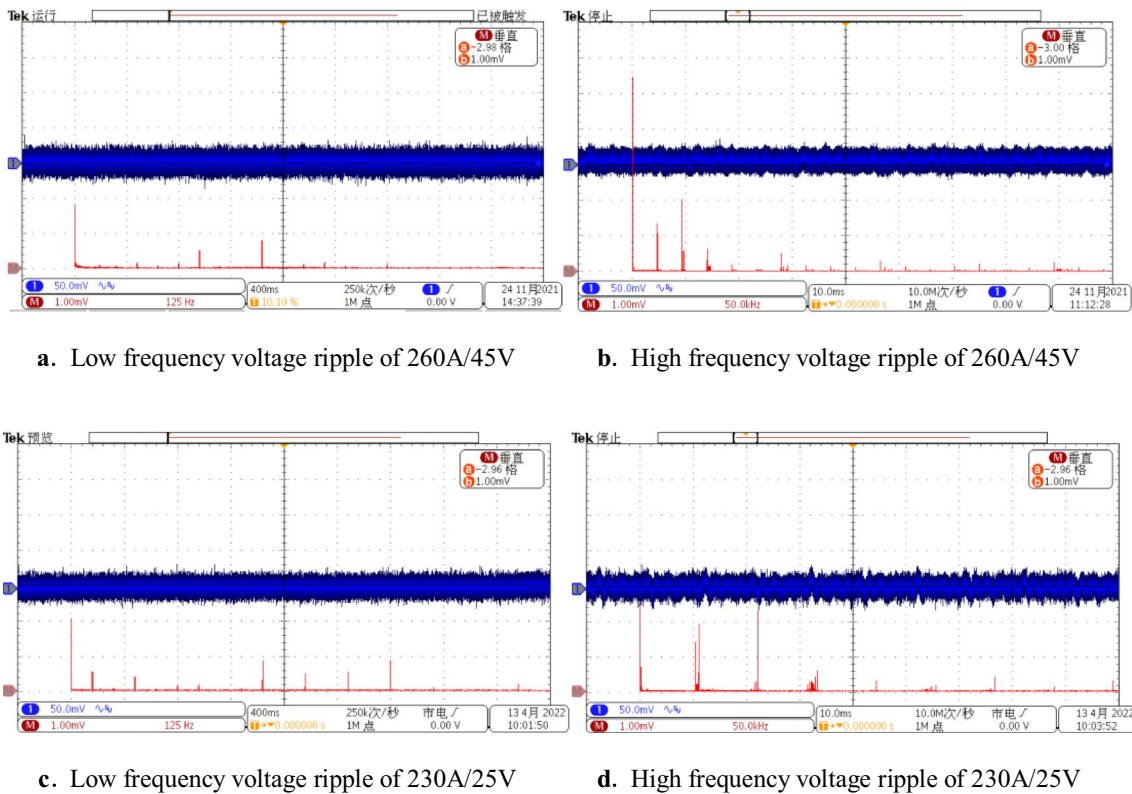 Tek 运行
已被触发
M 垂直
a -2.98 格
b 1.00mV
1 50.0mV
M 1.00mV 125 Hz
400ms 250k次/秒 1
T 10.10 % 1M 点 0.00 V
24 11月2021
14:37:39
Tek 停止
M 垂直
a -3.00 格
b 1.00mV
1 50.0mV
M 1.00mV 50.0kHz
10.0ms 10.0M次/秒 1
T→▼0.000000 s 1M 点 0.00 V
24 11月2021
11:12:28
a. Low frequency voltage ripple of 260A/45V
b. High frequency voltage ripple of 260A/45V
Tek 预览
M 垂直
a -2.96 格
b 1.00mV
1 50.0mV
M 1.00mV 125 Hz
400ms 250k次/秒 市电
T→▼0.000000 s 1M 点 0.00 V
13 4月 2022
10:01:50
Tek 停止
M 垂直
a -2.96 格
b 1.00mV
1 50.0mV
M 1.00mV 50.0kHz
10.0ms 10.0M次/秒 市电
T→▼0.000000 s 1M 点 0.00 V
13 4月 2022
10:03:52
c. Low frequency voltage ripple of 230A/25V
d. High frequency voltage ripple of 230A/25V